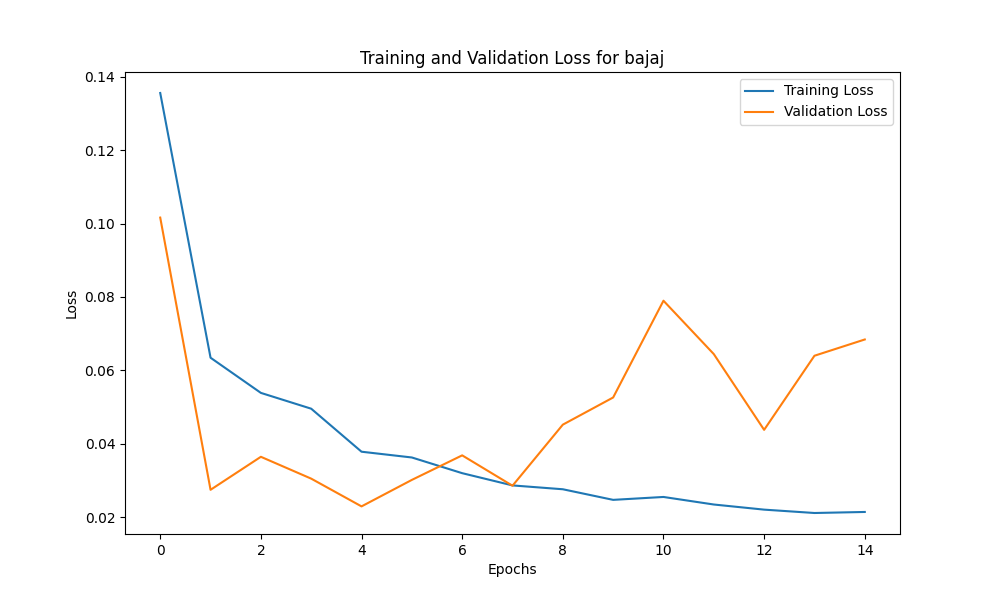 Training and Validation Loss for bajaj
Training Loss
Validation Loss
0.14
0.12
0.10
0.08
0.06
0.04
0.02
Loss
0 2 4 6 8 10 12 14
Epochs